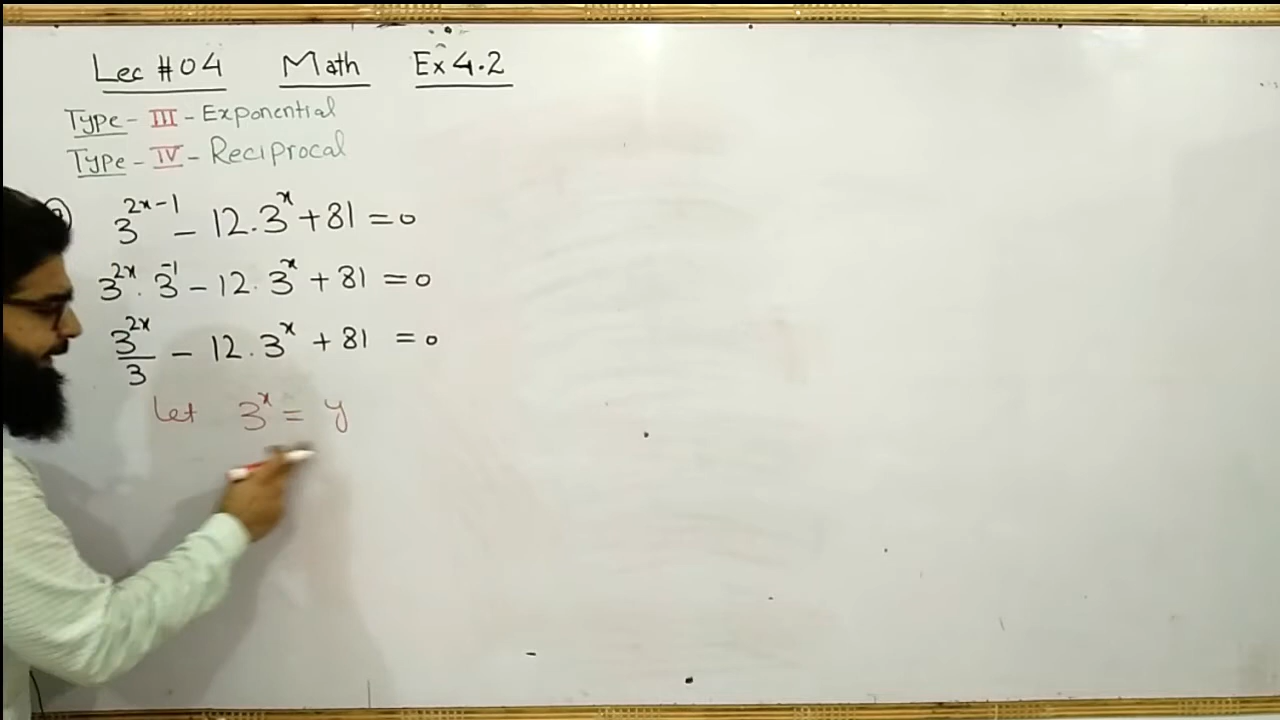 Lec #04 Math Ex 4.2
Type - III - Exponential
Type - IV - Reciprocal
3^{2x-1} - 12.3^x + 81 = 0
3^{2x} . 3^{-1} - 12.3^x + 81 = 0
3^{2x}/3 - 12.3^x + 81 = 0
Let 3^x = y